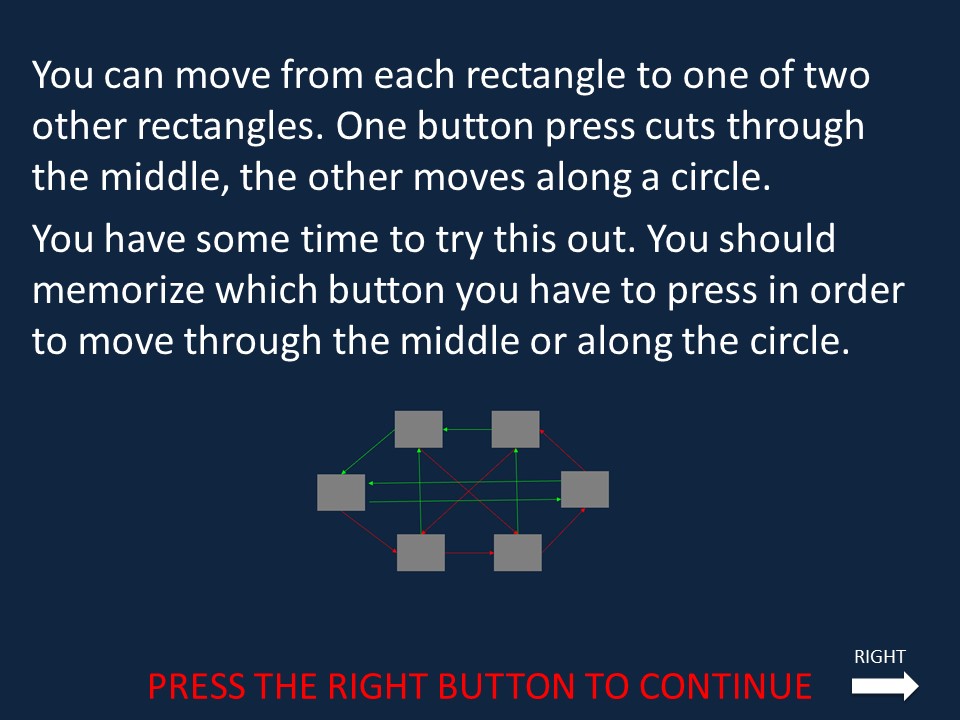 You can move from each rectangle to one of two
other rectangles. One button press cuts through
the middle, the other moves along a circle.
You have some time to try this out. You should
memorize which button you have to press in order
to move through the middle or along the circle.
RIGHT
PRESS THE RIGHT BUTTON TO CONTINUE